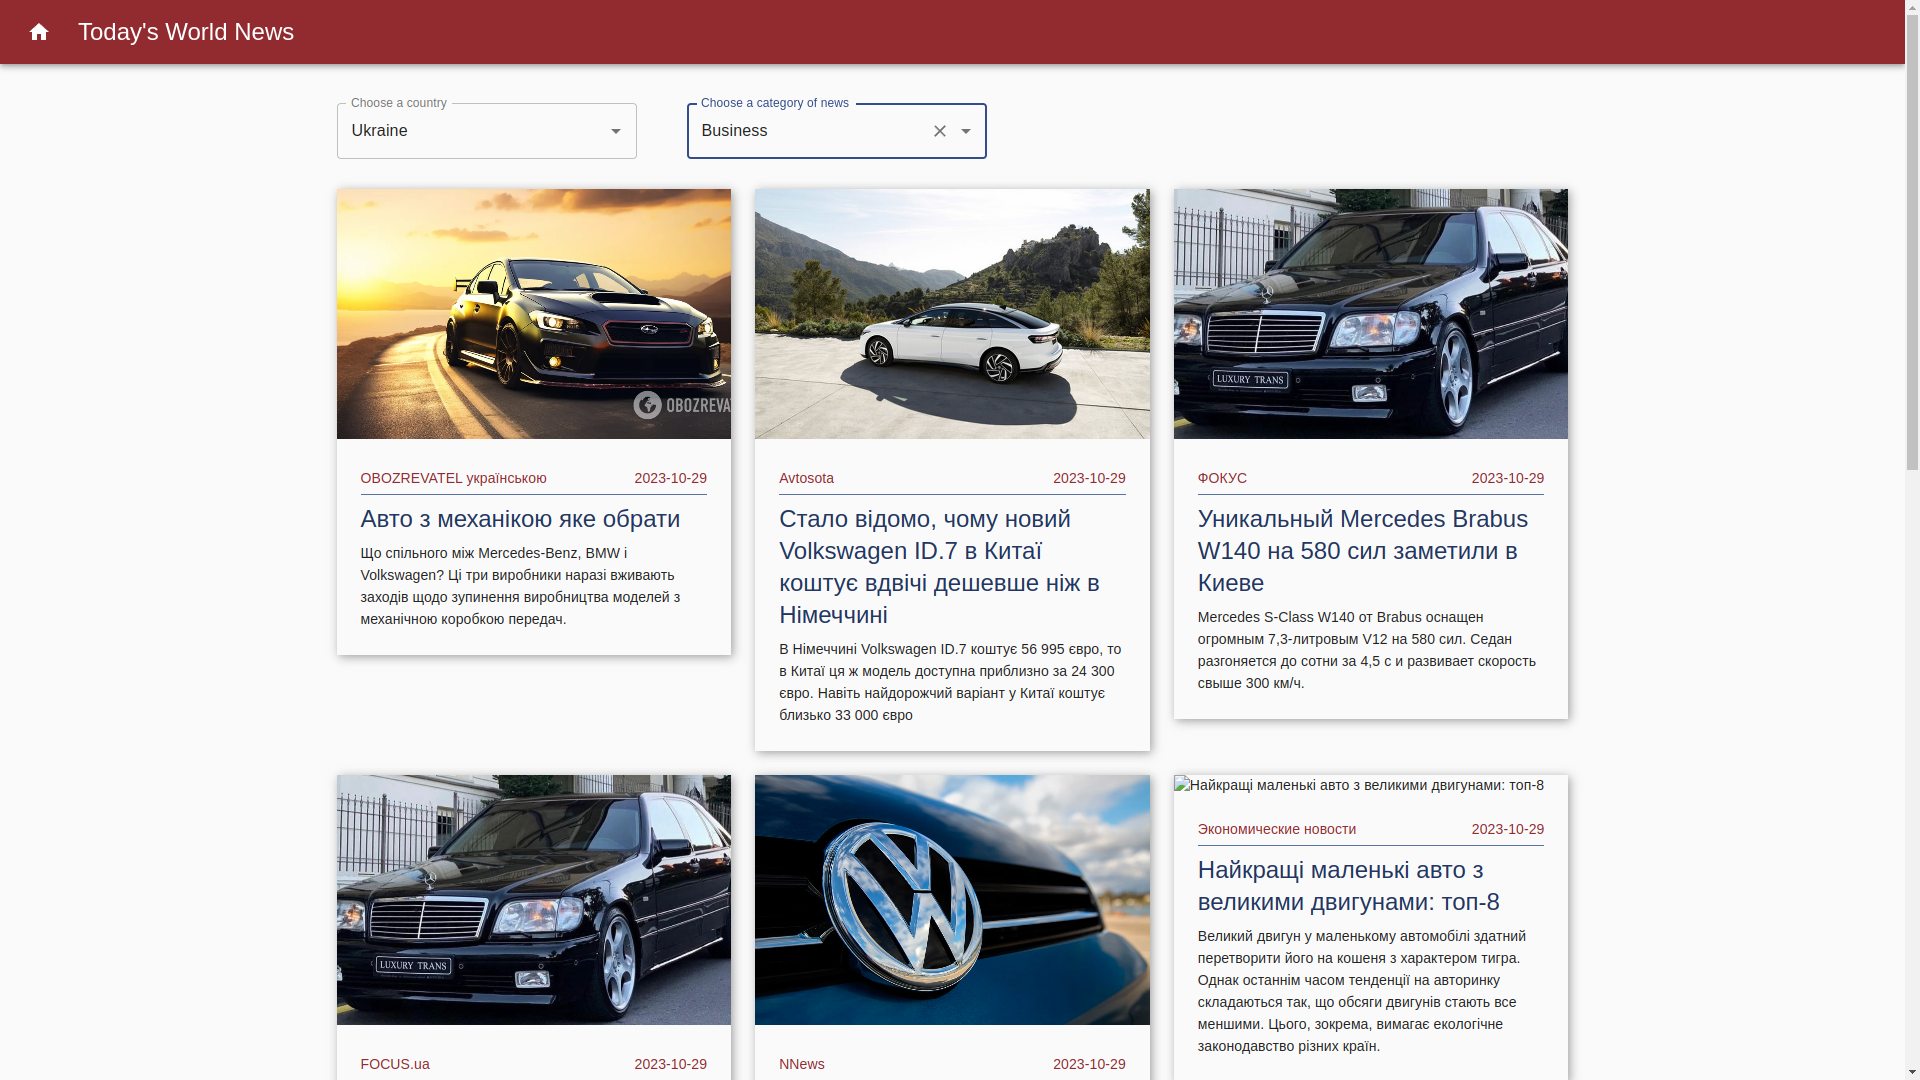 Today's World News
Choose a country
Ukraine
Choose a category of news
Business
OBOZREVAT
LUXURY TRANS
OBOZREVATEL українською 2023-10-29
Авто з механікою яке обрати
Що спільного між Mercedes-Benz, BMW і
Volkswagen? Ці три виробники наразі вживають
заходів щодо зупинення виробництва моделей з
механічною коробкою передач.
Avtosota 2023-10-29
Стало відомо, чому новий
Volkswagen ID.7 в Китаї
коштує вдвічі дешевше ніж в
Німеччині
В Німеччині Volkswagen ID.7 коштує 56 995 євро, то
в Китаї ця ж модель доступна приблизно за 24 300
євро. Навіть найдорожчий варіант у Китаї коштує
близько 33 000 євро
ФОКУС 2023-10-29
Уникальный Mercedes Brabus
W140 на 580 сил заметили в
Киеве
Mercedes S-Class W140 от Brabus оснащен
огромным 7,3-литровым V12 на 580 сил. Седан
разгоняется до сотни за 4,5 с и развивает скорость
свыше 300 км/ч.
LUXURY TRANS
FOCUS.ua 2023-10-29
NNews 2023-10-29
Найкращі маленькі авто з великими двигунами: топ-8
Экономические новости 2023-10-29
Найкращі маленькі авто з
великими двигунами: топ-8
Великий двигун у маленькому автомобілі здатний
перетворити його на кошеня з характером тигра.
Однак останнім часом тенденції на авторинку
складаються так, що обсяги двигунів стають все
меншими. Цього, зокрема, вимагає екологічне
законодавство різних країн.